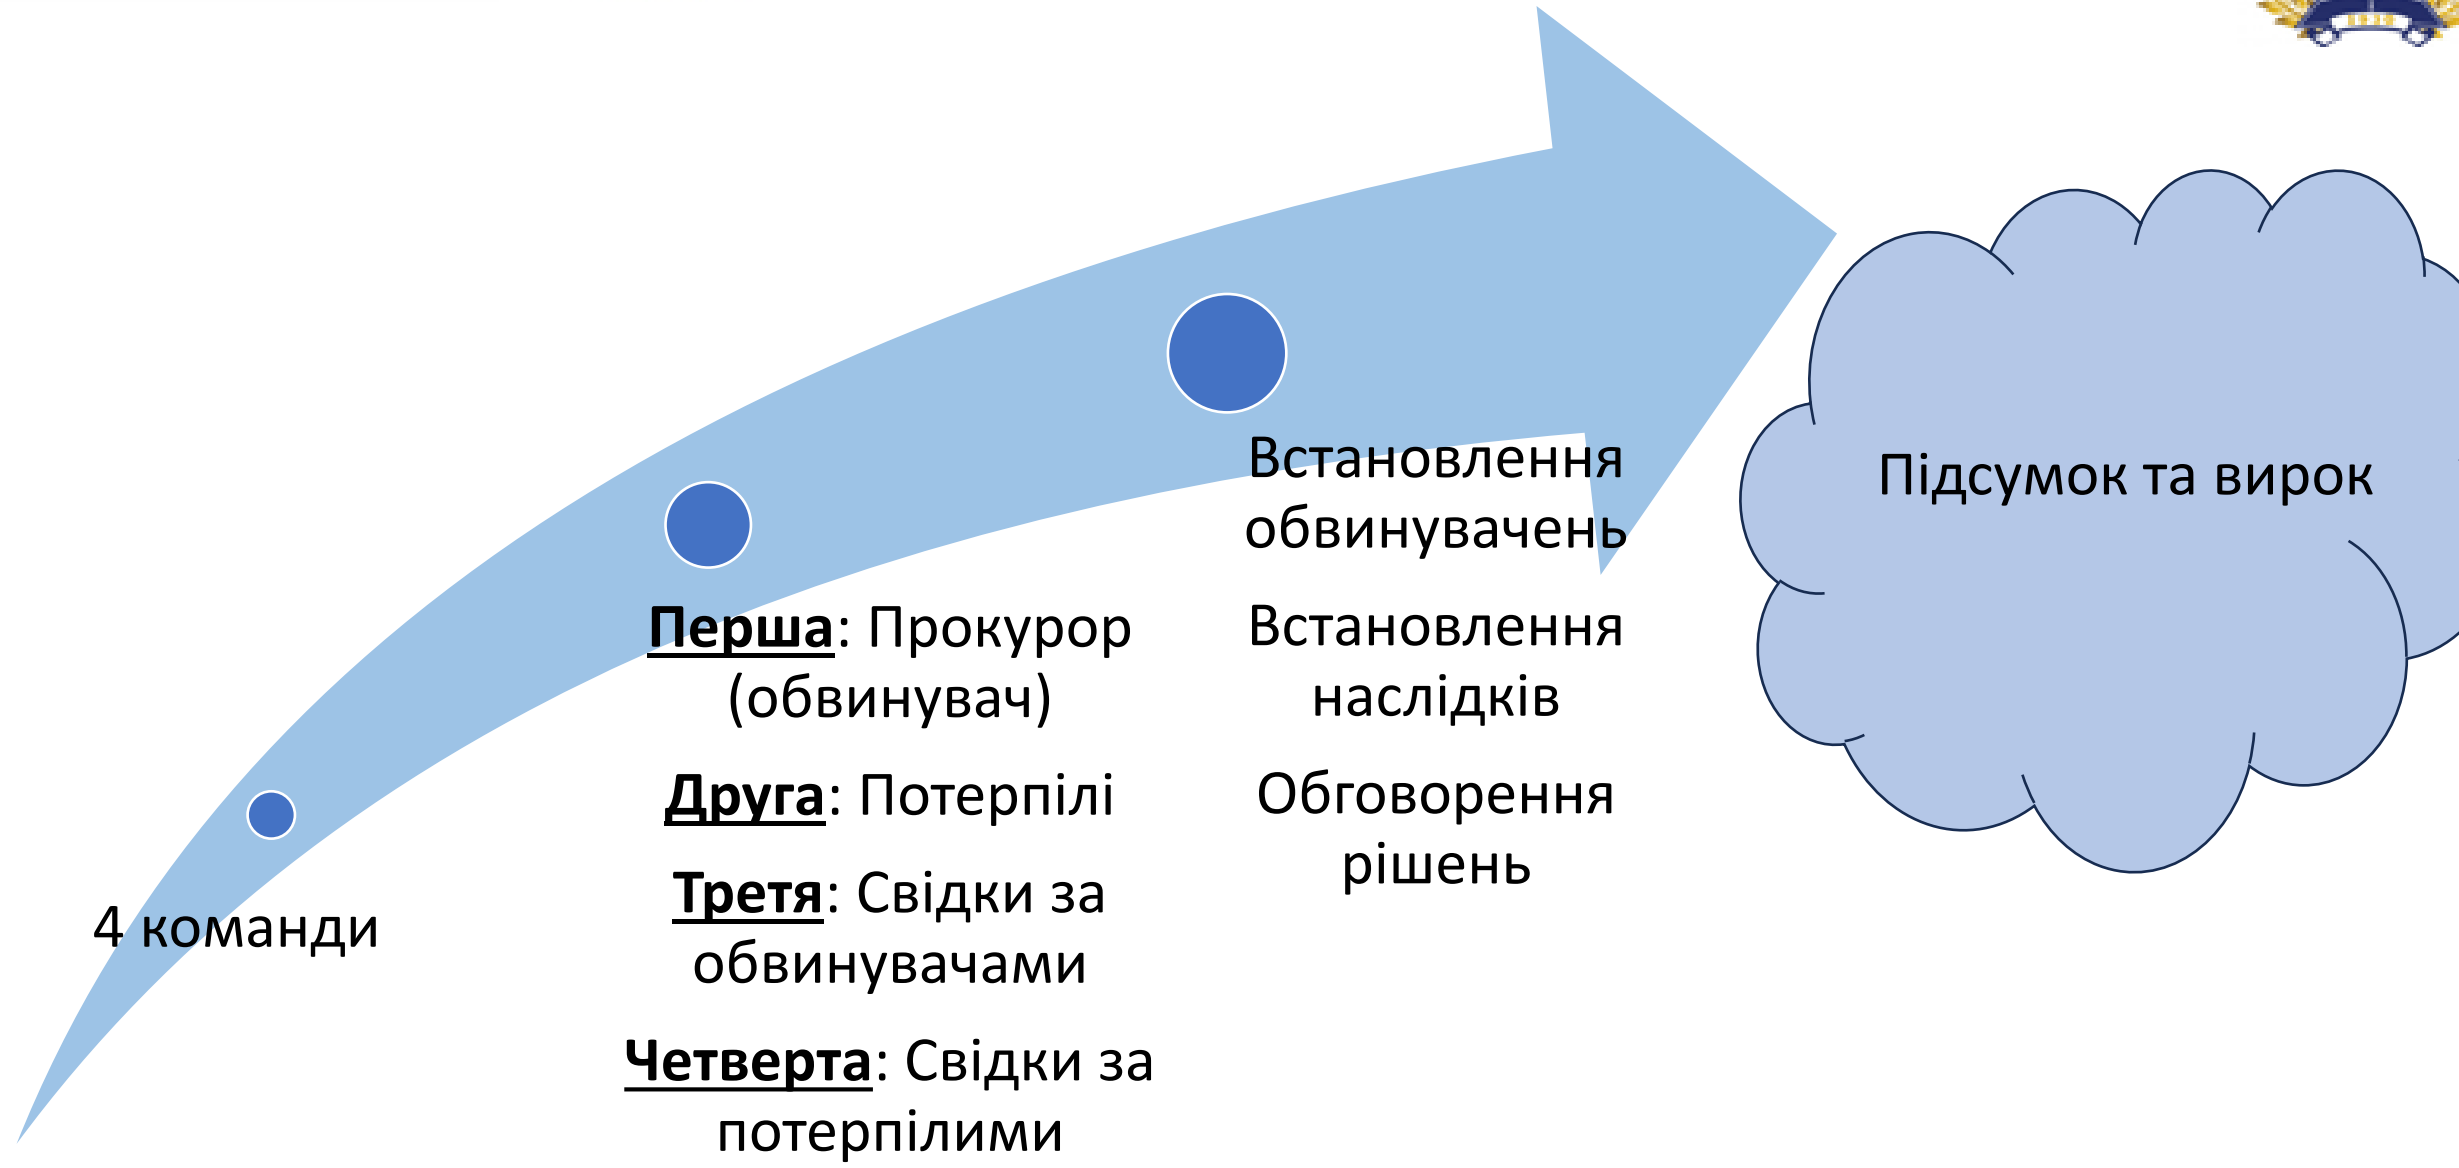 4 команди
Перша: Прокурор
(обвинувач)
Друга: Потерпілі
Третя: Свідки за
обвинувачами
Четверта: Свідки за
потерпілими
Встановлення
обвинувачень
Встановлення
наслідків
Обговорення
рішень
Підсумок та вирок